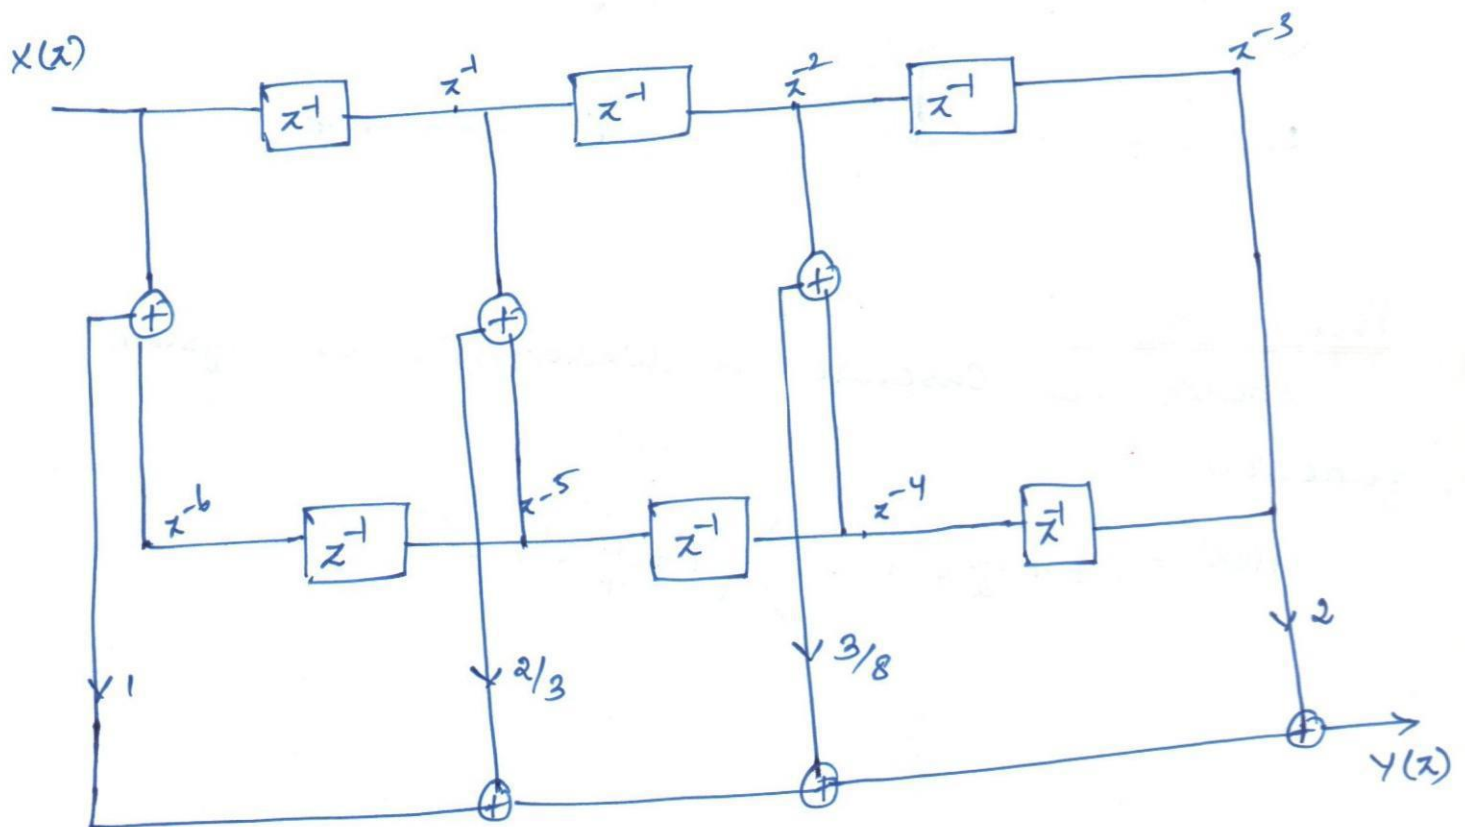 X(z)
z⁻¹ z⁻¹ z⁻¹ z⁻² z⁻¹ z⁻³
+ + +
z⁻⁶ z⁻¹ z⁻⁵ z⁻¹ z⁻⁴ z⁻¹
1 2/3 3/8 2
+ + +
Y(z)